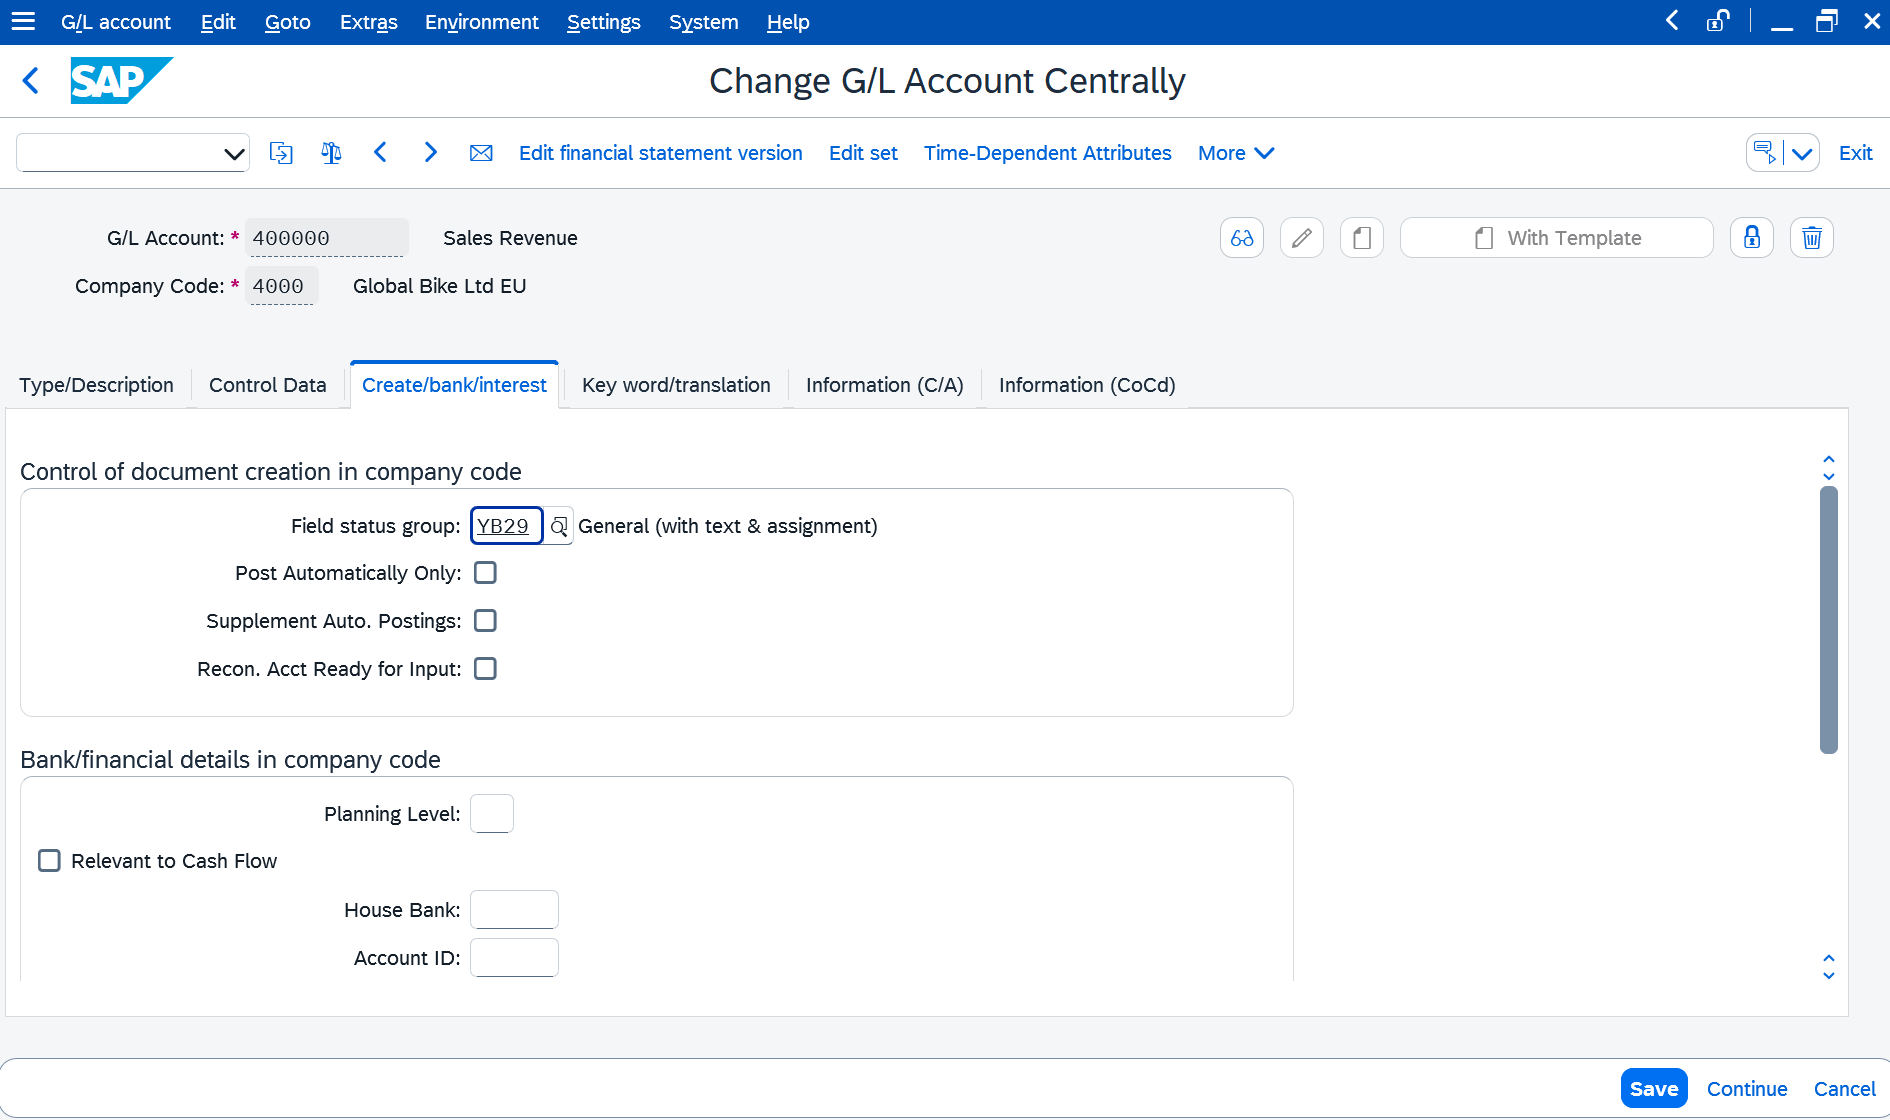 G/L account Edit Goto Extras Environment Settings System Help
SAP
Change G/L Account Centrally
Edit financial statement version Edit set Time-Dependent Attributes More Exit
G/L Account: * 400000 Sales Revenue
With Template
Company Code: * 4000 Global Bike Ltd EU
Type/Description Control Data Create/bank/interest Key word/translation Information (C/A) Information (CoCd)
Control of document creation in company code
Field status group: YB29 General (with text & assignment)
Post Automatically Only:
Supplement Auto. Postings:
Recon. Acct Ready for Input:
Bank/financial details in company code
Planning Level:
Relevant to Cash Flow
House Bank:
Account ID:
Save Continue Cancel